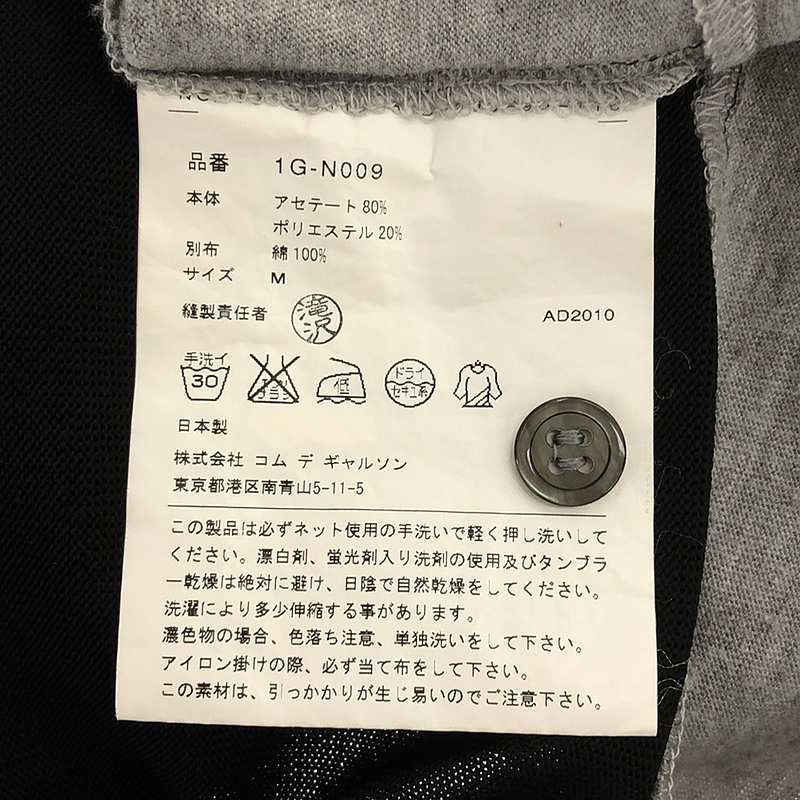 品番 1G-N009
本体 アセテート 80%
ポリエステル 20%
別布 綿 100%
サイズ M
縫製責任者 滝沢 AD2010
手洗イ
30 エンソサラシ 低 ドライ セキユ系
日本製
株式会社 コム デ ギャルソン
東京都港区南青山5-11-5
この製品は必ずネット使用の手洗いで軽く押し洗いして
ください。漂白剤、蛍光剤入り洗剤の使用及びタンブラ
ー乾燥は絶対に避け、日陰で自然乾燥をしてください。
洗濯により多少伸縮する事があります。
濃色物の場合、色落ち注意、単独洗いをして下さい。
アイロン掛けの際、必ず当て布をして下さい。
この素材は、引っかかりが生じ易いのでご注意下さい。